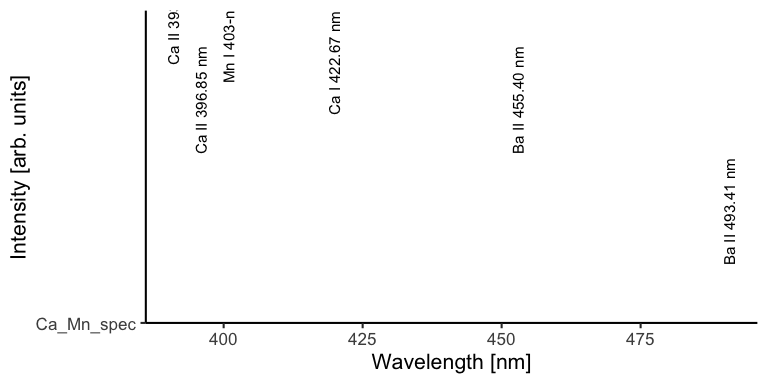 Ca II 39
Ca II 396.85 nm
Mn I 403-n
Ca I 422.67 nm
Ba II 455.40 nm
Ba II 493.41 nm
Intensity [arb. units]
Ca_Mn_spec
400
425
450
475
Wavelength [nm]